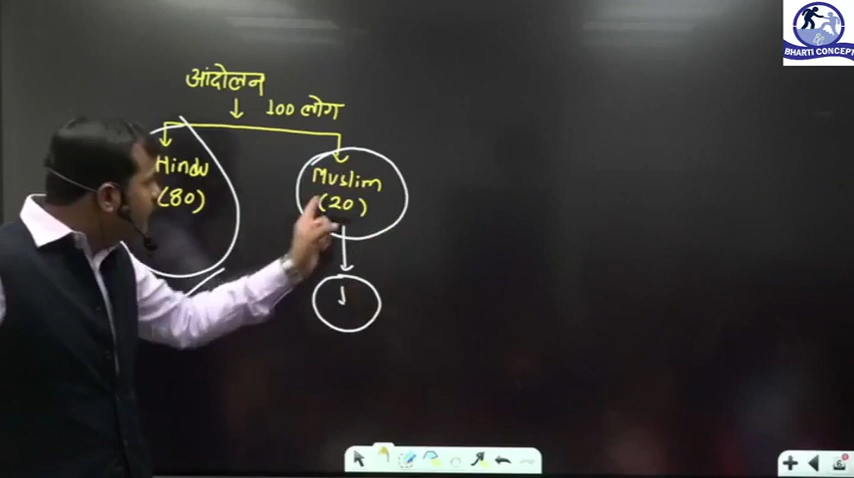 BHARTI CONCEPT
आंदोलन
↓ 100 लोग
Hindu Muslim
(80) (20)